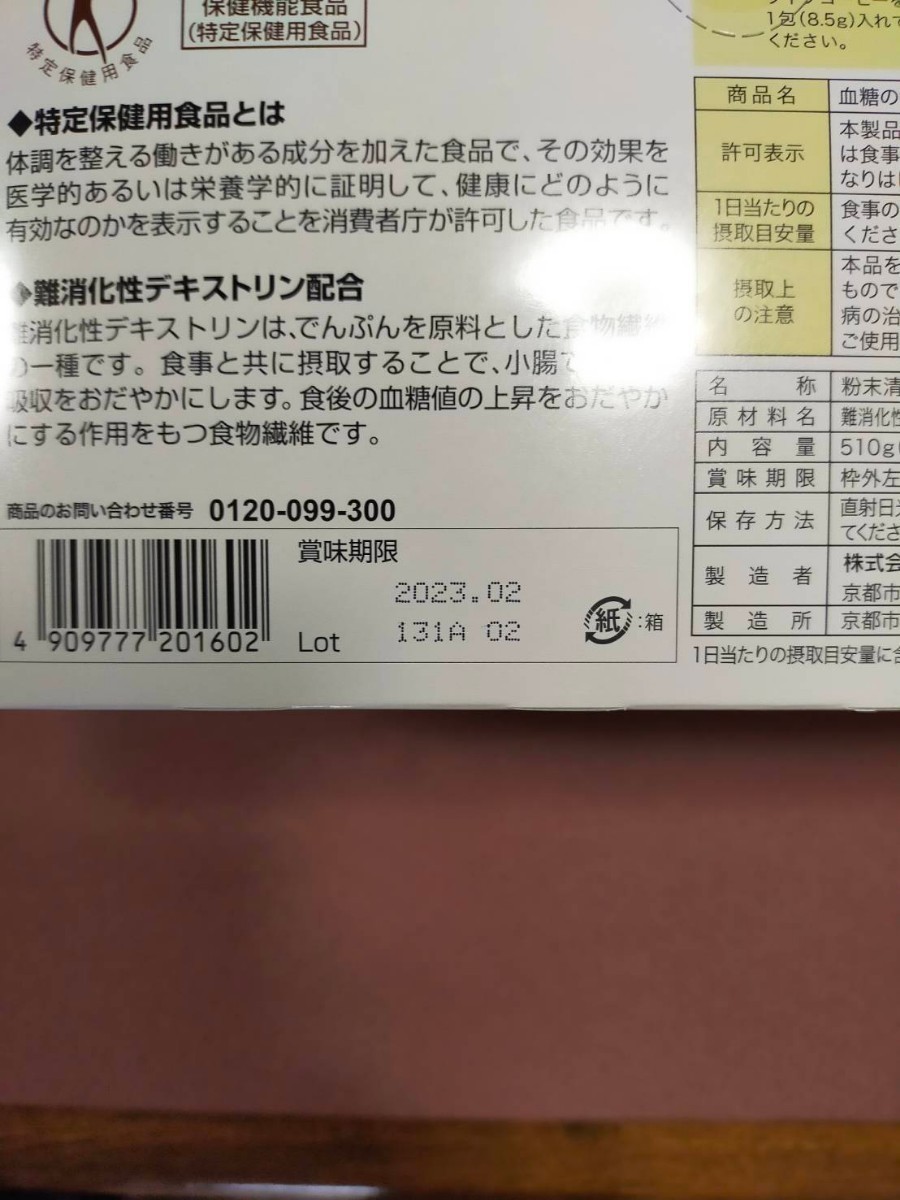 保健機能食品
(特定保健用食品)
特定保健用食品
◆特定保健用食品とは
体調を整える働きがある成分を加えた食品で、その効果を
医学的あるいは栄養学的に証明して、健康にどのように
有効なのかを表示することを消費者庁が許可した食品です。
◆難消化性デキストリン配合
難消化性デキストリンは、でんぷんを原料とした食物繊維
の一種です。食事と共に摂取することで、小腸で
吸収をおだやかにします。食後の血糖値の上昇をおだやか
にする作用をもつ食物繊維です。
商品のお問い合わせ番号 0120-099-300
賞味期限
2023.02
Lot 131A 02
4 909777 201602
紙:箱
1包(8.5g)入れて
ください。
商品名 血糖の
許可表示 本製品
は食事
なりは
1日当たりの
摂取目安量 食事の
くださ
摂取上
の注意 本品を
もので
病の治
ご使用
名称 粉末清
原材料名 難消化性
内容量 510g
賞味期限 枠外左
保存方法 直射日光
てくださ
製造者 株式会
京都市
製造所 京都市
1日当たりの摂取目安量に含